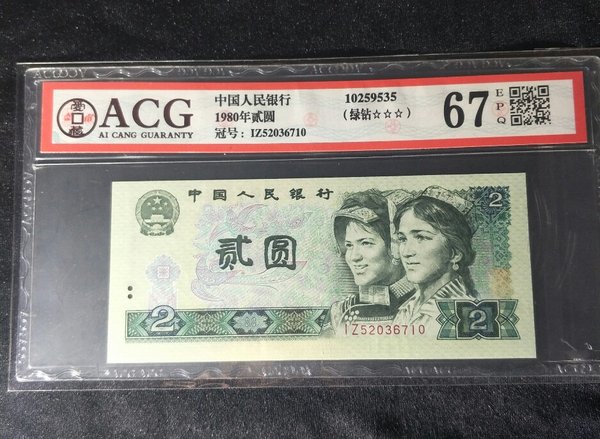 ACG
AI CANG GUARANTY
中国人民银行
1980年贰圆
冠号: IZ52036710
10259535
(绿钻☆☆☆)
67
EPQ
中国人民银行
2
贰圆
IZ52036710
2
2